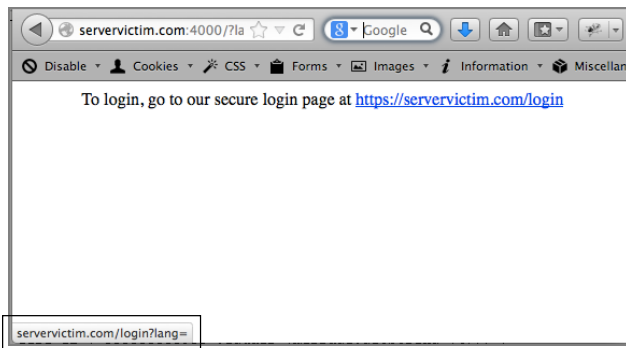 servervictim.com:4000/?la
Google
Disable Cookies CSS Forms Images Information Miscellan
To login, go to our secure login page at https://servervictim.com/login
servervictim.com/login?lang=